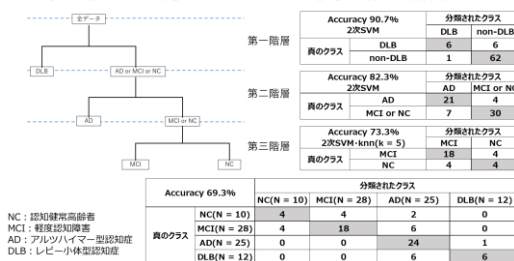 全データ
DLB
AD or MCI or NC
AD
MCI or NC
MCI
NC
第一階層
Accuracy 90.7%
2次SVM
分類されたクラス
DLB non-DLB
真のクラス
DLB 6 6
non-DLB 1 62
第二階層
Accuracy 82.3%
2次SVM
分類されたクラス
AD MCI or NC
真のクラス
AD 21 4
MCI or NC 7 30
第三階層
Accuracy 73.3%
2次SVM・knn(k = 5)
分類されたクラス
MCI NC
真のクラス
MCI 18 4
NC 4 4
Accuracy 69.3%
分類されたクラス
NC(N = 10) MCI(N = 28) AD(N = 25) DLB(N = 12)
真のクラス
NC(N = 10) 4 4 2 0
MCI(N = 28) 4 18 6 0
AD(N = 25) 0 0 24 1
DLB(N = 12) 0 0 6 6
NC：認知健常高齢者
MCI：軽度認知障害
AD：アルツハイマー型認知症
DLB：レビー小体型認知症